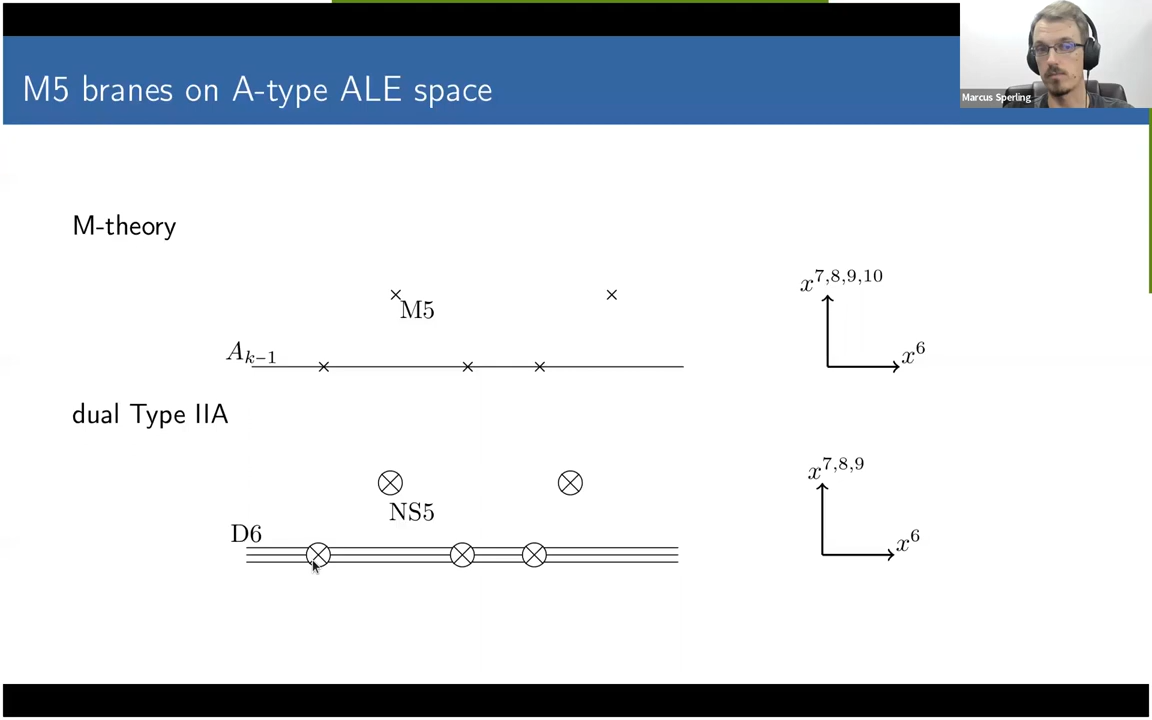 M5 branes on A-type ALE space
Marcus Sperling
M-theory
M5
A_{k−1}
x^{7,8,9,10}
x^6
dual Type IIA
NS5
D6
x^{7,8,9}
x^6